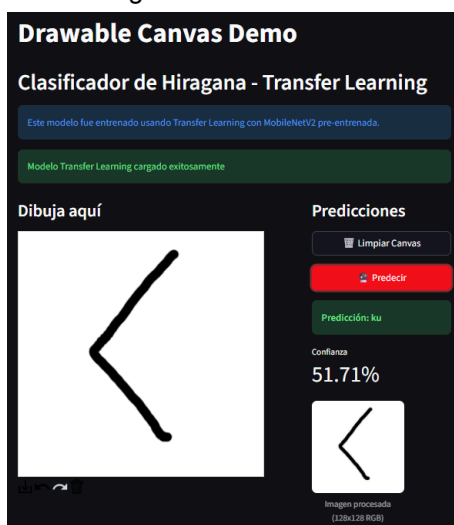 Drawable Canvas Demo
Clasificador de Hiragana - Transfer Learning
Este modelo fue entrenado usando Transfer Learning con MobileNetV2 pre-entrenada.
Modelo Transfer Learning cargado exitosamente
Dibuja aquí
く
Predicciones
Limpiar Canvas
Predecir
Predicción: ku
Confianza
51.71%
く
Imagen procesada
(128x128 RGB)